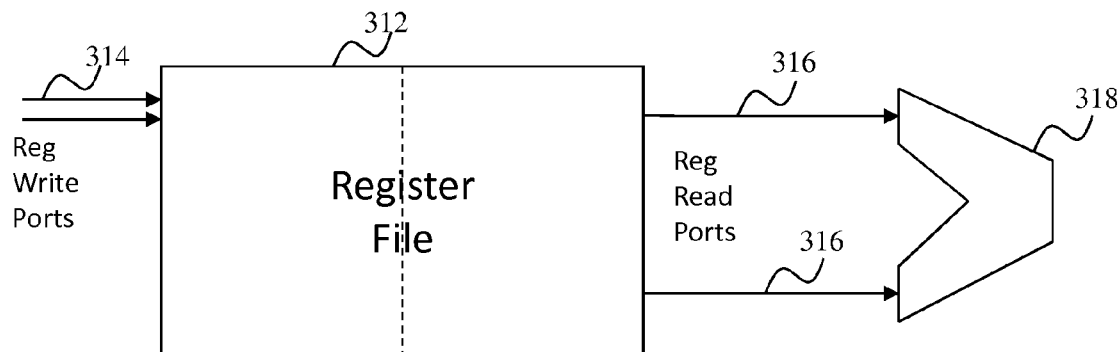 312
314
316
318
Reg
Write
Ports
Register
File
Reg
Read
Ports
316